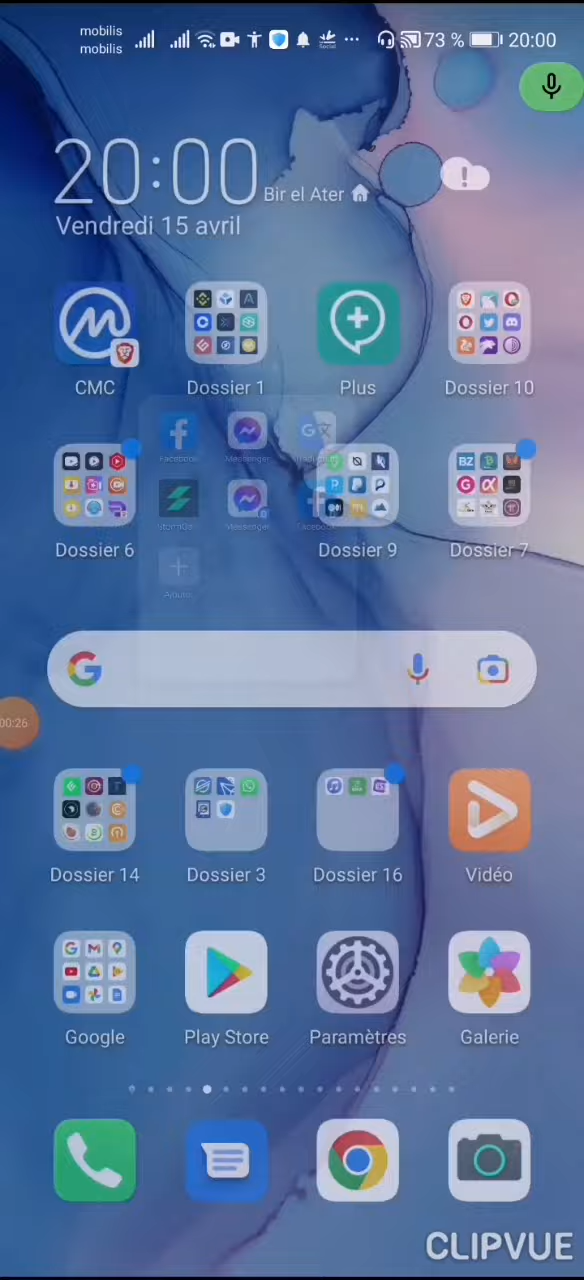 mobilis
mobilis
73 % 20:00
20:00
Bir el Ater
Vendredi 15 avril
CMC Dossier 1 Plus Dossier 10
Facebook Messenger
Messenger Facebook
Dossier 6 Dossier 9 Dossier 7
Ajouter
00:26
Dossier 14 Dossier 3 Dossier 16 Vidéo
Google Play Store Paramètres Galerie
CLIPVUE